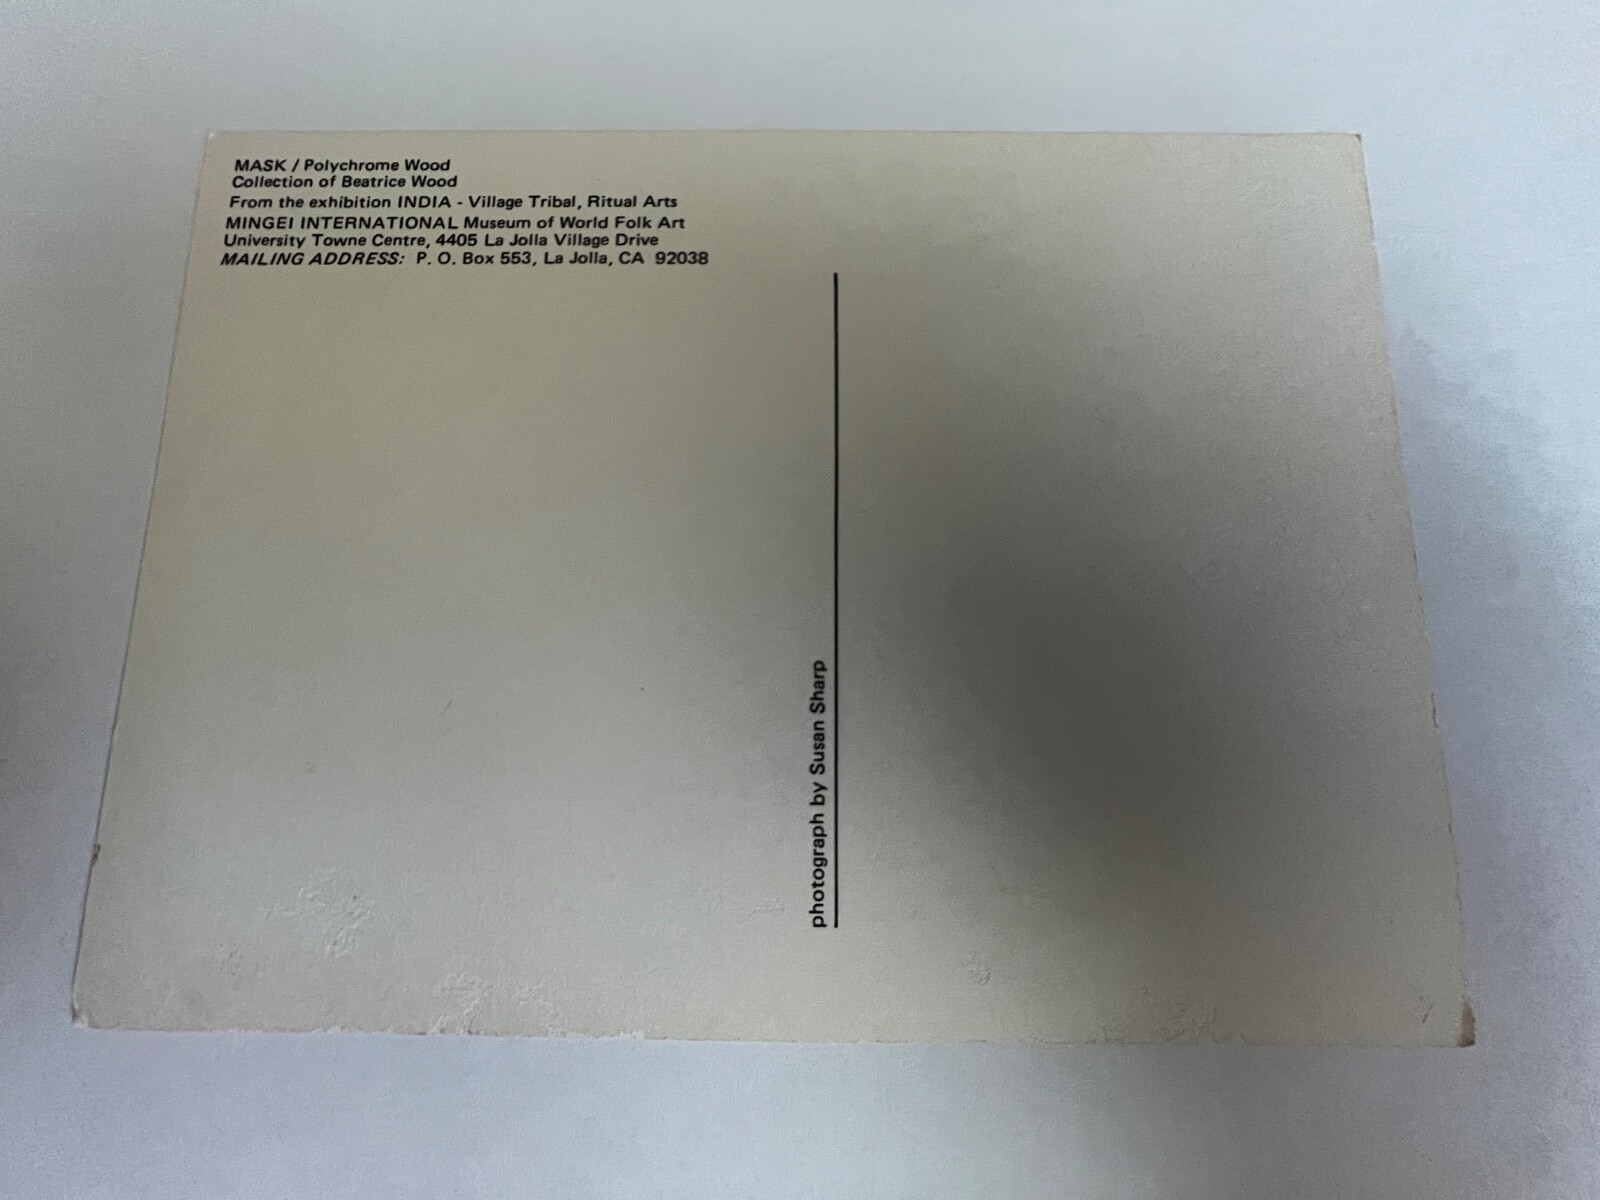 MASK / Polychrome Wood
Collection of Beatrice Wood
From the exhibition INDIA - Village Tribal, Ritual Arts
MINGEI INTERNATIONAL Museum of World Folk Art
University Towne Centre, 4405 La Jolla Village Drive
MAILING ADDRESS: P. O. Box 553, La Jolla, CA 92038
photograph by Susan Sharp